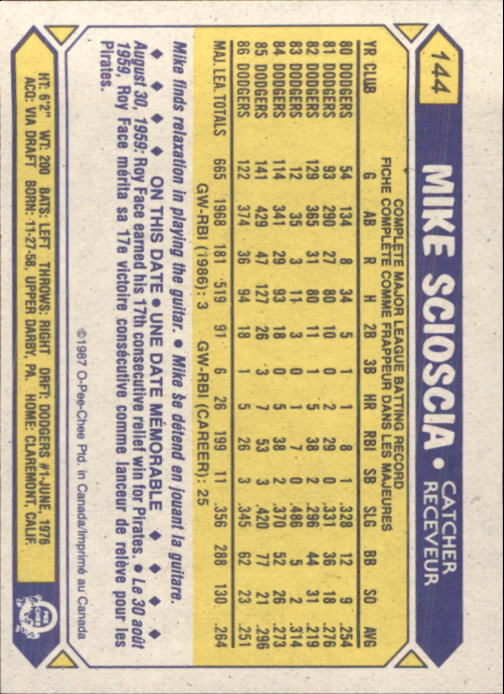 144
MIKE SCIOSCIA • CATCHER
RECEVEUR
COMPLETE MAJOR LEAGUE BATTING RECORD
FICHE COMPLÈTE COMME FRAPPEUR DANS LES MAJEURES
YR CLUB G AB R H 2B 3B HR RBI SB SLG BB SO AVG
80 DODGERS 54 134 8 34 5 1 1 8 1 .328 12 9 .254
81 DODGERS 93 290 27 80 10 0 2 29 0 .331 36 18 .276
82 DODGERS 129 365 31 80 11 1 5 38 2 .296 44 31 .219
83 DODGERS 12 35 3 11 3 0 1 7 0 .486 5 2 .314
84 DODGERS 114 341 29 93 18 0 5 38 2 .370 52 26 .273
85 DODGERS 141 429 47 127 26 3 7 53 3 .420 77 21 .296
86 DODGERS 122 374 36 94 18 1 5 26 3 .345 62 23 .251
MAJ. LEA. TOTALS 665 1968 181 519 91 6 26 199 11 .356 288 130 .264
GW-RBI (1986): 3 GW-RBI (CAREER): 25
Mike finds relaxation in playing the guitar. • Mike se détend en jouant la guitare.
♦ ♦ ♦ ♦ ON THIS DATE • UNE DATE MÉMORABLE ♦ ♦ ♦ ♦
August 30, 1959: Roy Face earned his 17th consecutive relief win for Pirates. • Le 30 août
1959, Roy Face mérita sa 17e victoire consécutive comme lanceur de relève pour les
Pirates.
©1987 O-Pee-Chee Ptd. in Canada/Imprimé au Canada
HT: 6'2" WT: 200 BATS: LEFT THROWS: RIGHT DRFT: DODGERS #1-JUNE, 1976
ACQ: VIA DRAFT BORN: 11-27-58, UPPER DARBY, PA. HOME: CLAREMONT, CALIF.
O-PEE-CHEE